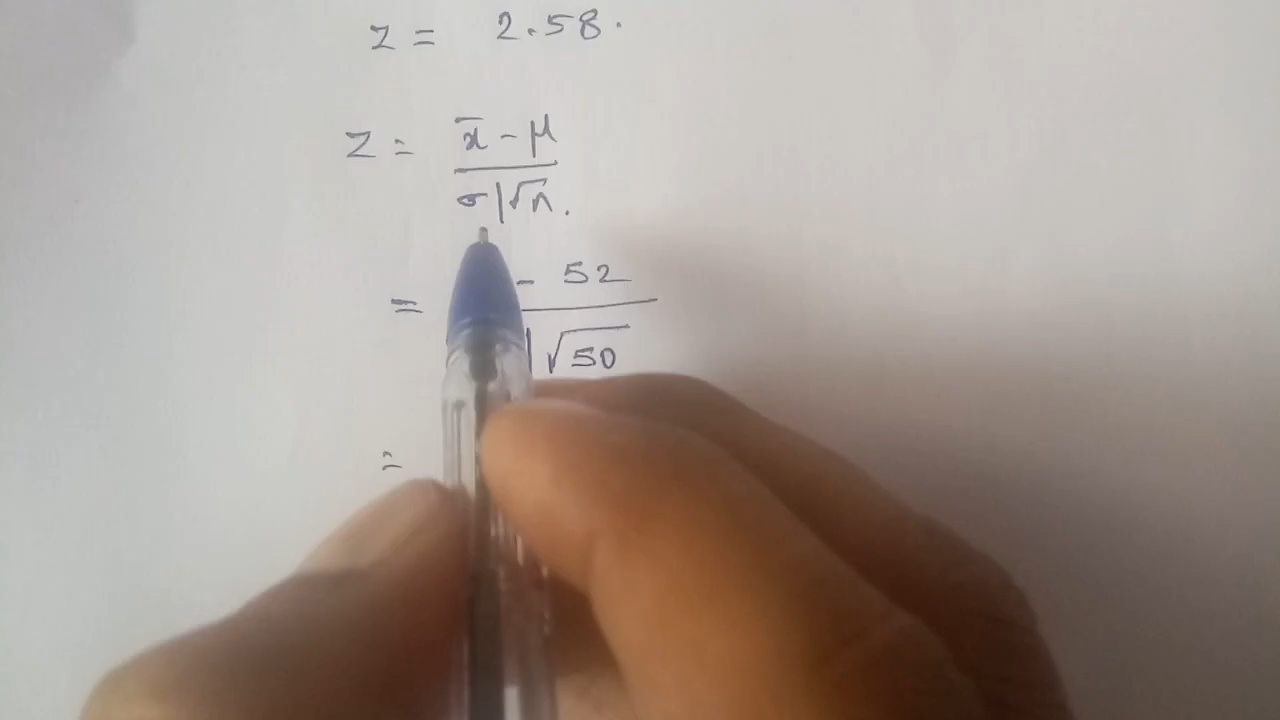 z = 2.58.
z = x̄ - μ
σ|√n.
= - 52
|√50
=